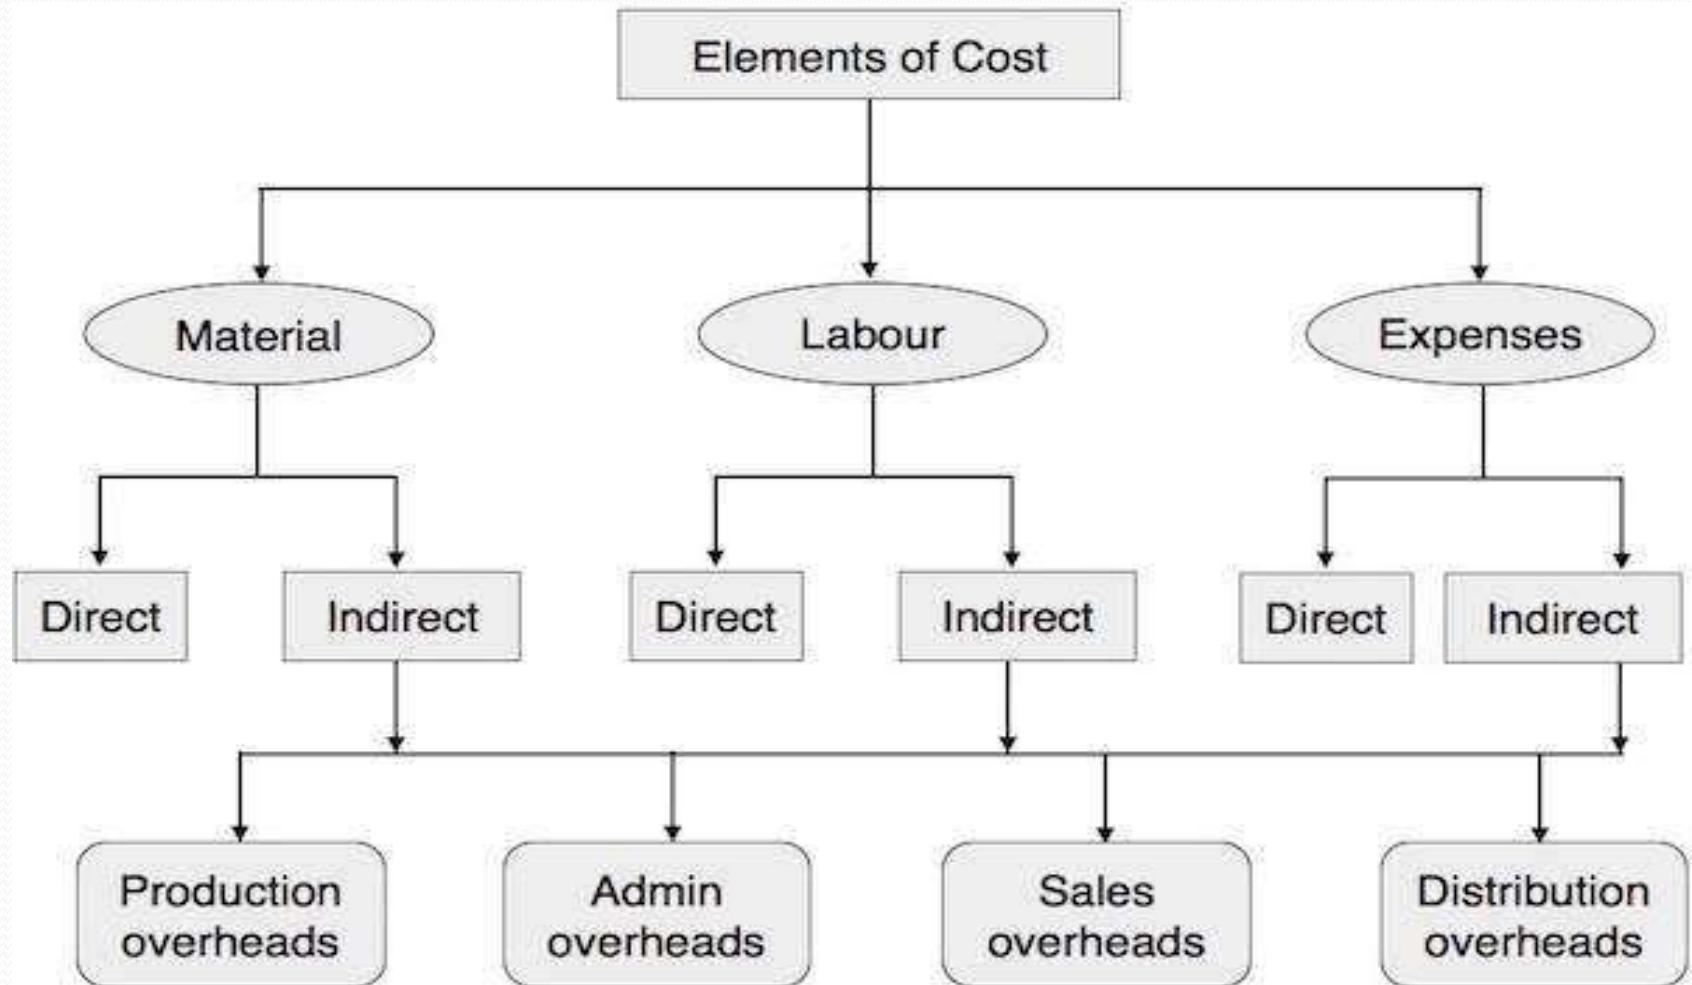 Elements of Cost
Material
Labour
Expenses
Direct
Indirect
Direct
Indirect
Direct
Indirect
Production
overheads
Admin
overheads
Sales
overheads
Distribution
overheads